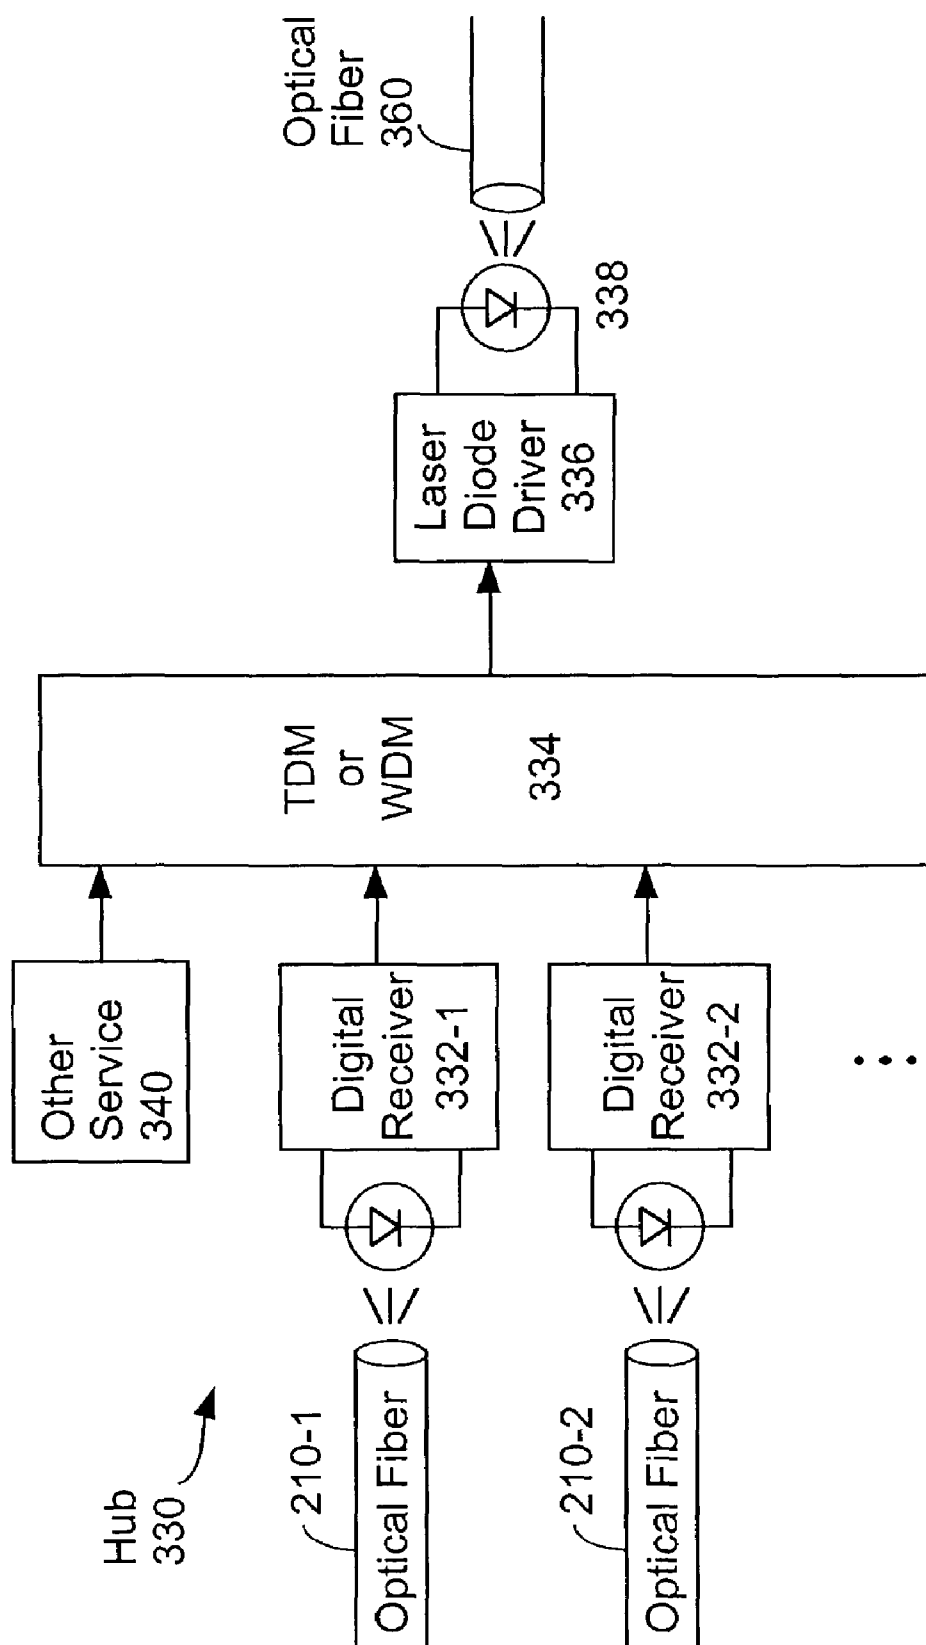 Hub
330
210-1
Optical Fiber
210-2
Optical Fiber
Other
Service
340
Digital
Receiver
332-1
Digital
Receiver
332-2
TDM
or
WDM
334
Laser
Diode
Driver
336
338
Optical
Fiber
360